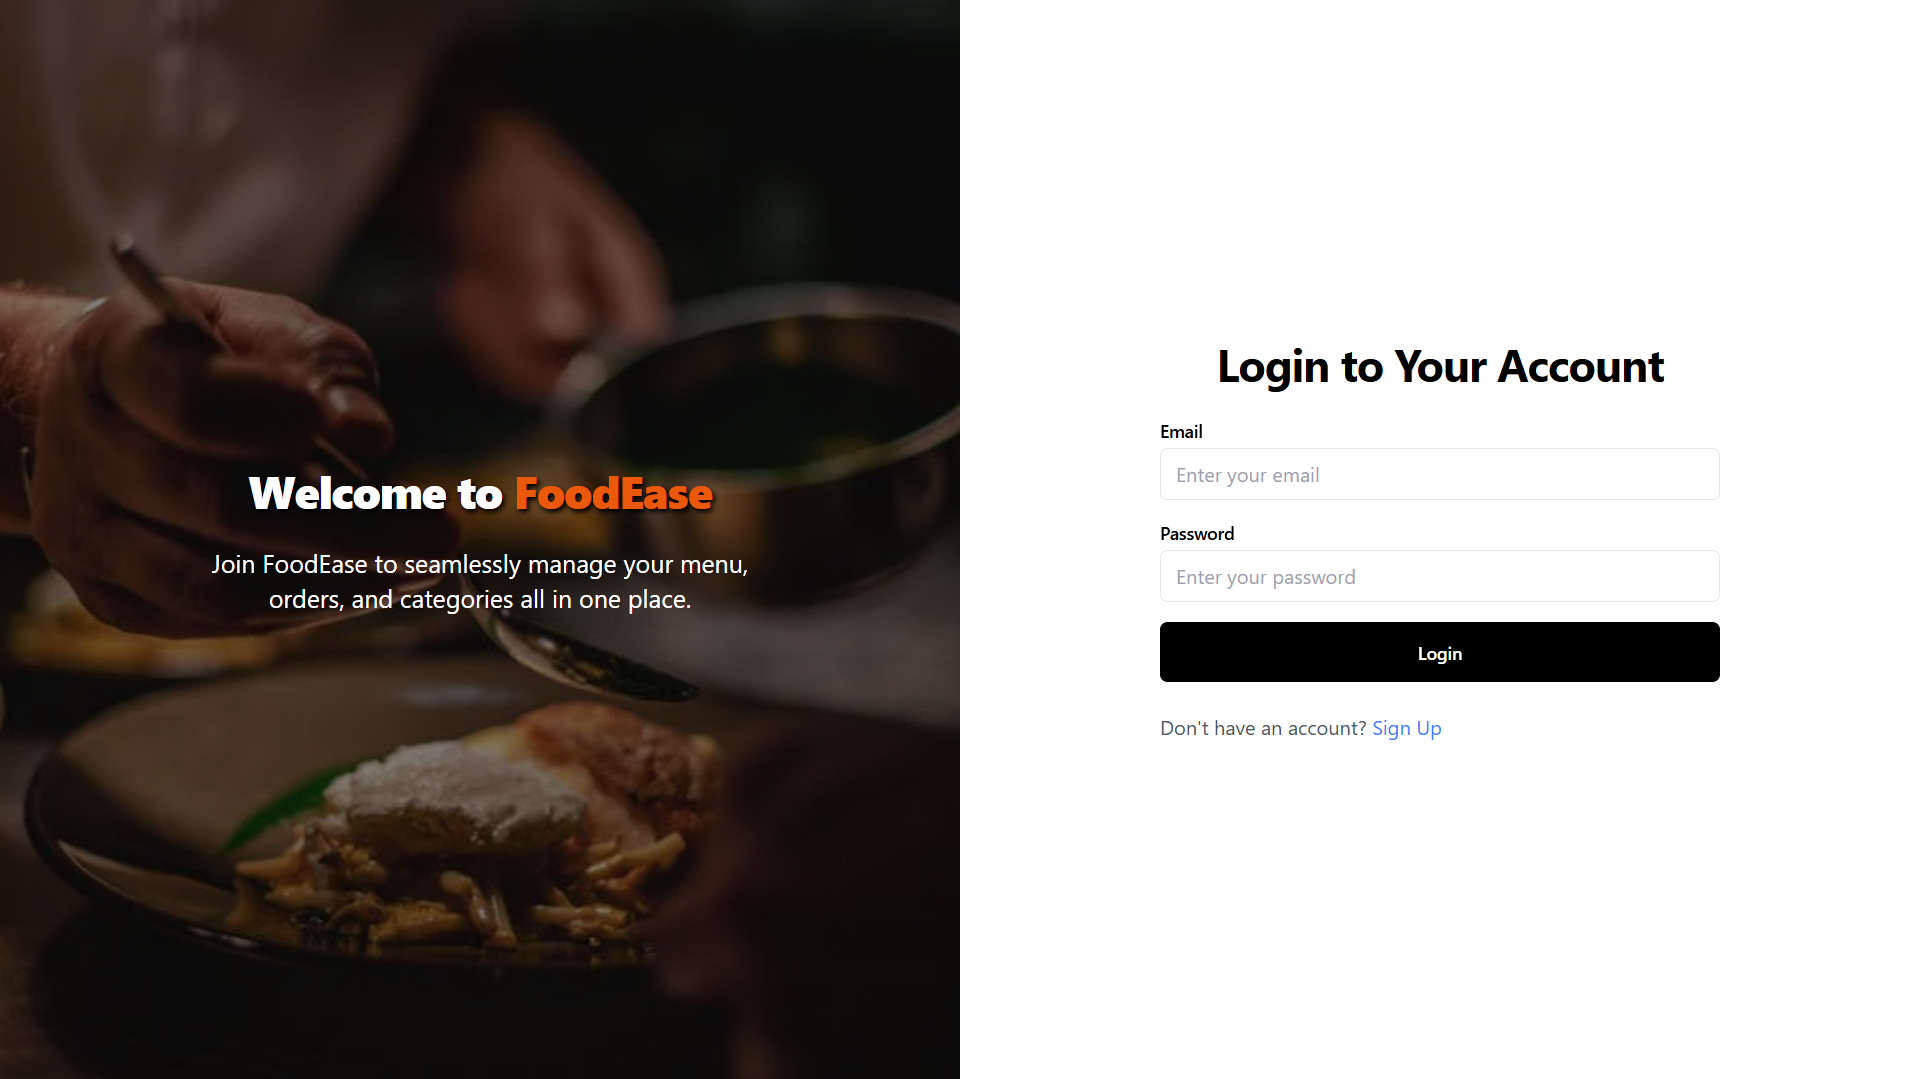 Welcome to FoodEase
Join FoodEase to seamlessly manage your menu,
orders, and categories all in one place.
Login to Your Account
Email
Enter your email
Password
Enter your password
Login
Don't have an account? Sign Up